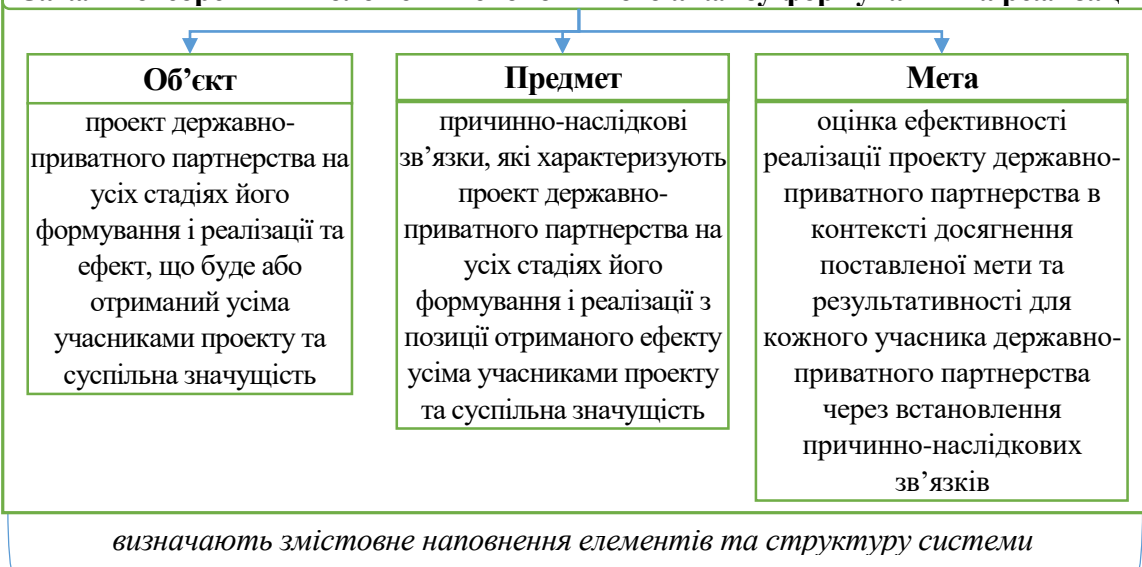 Об’єкт
проект державно-
приватного партнерства на
усіх стадіях його
формування і реалізації та
ефект, що буде або
отриманий усіма
учасниками проекту та
суспільна значущість
Предмет
причинно-наслідкові
зв’язки, які характеризують
проект державно-
приватного партнерства на
усіх стадіях його
формування і реалізації з
позиції отриманого ефекту
усіма учасниками проекту
та суспільна значущість
Мета
оцінка ефективності
реалізації проекту державно-
приватного партнерства в
контексті досягнення
поставленої мети та
результативності для
кожного учасника державно-
приватного партнерства
через встановлення
причинно-наслідкових
зв’язків
визначають змістовне наповнення елементів та структуру системи